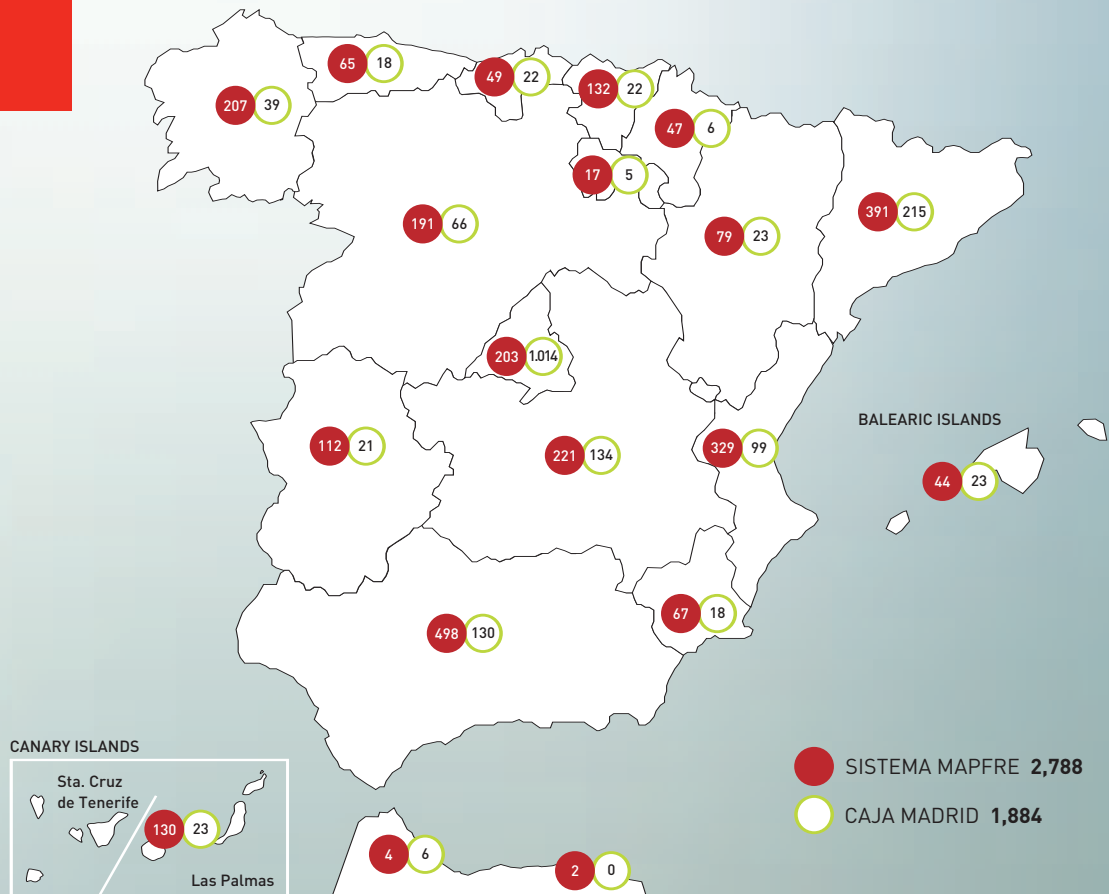 65 18
49 22
132 22
207 39
47 6
17 5
391 215
191 66
79 23
203 1.014
BALEARIC ISLANDS
112 21
329 99
221 134
44 23
67 18
498 130
CANARY ISLANDS
SISTEMA MAPFRE 2,788
Sta. Cruz
de Tenerife
CAJA MADRID 1,884
130 23
4 6
2 0
Las Palmas